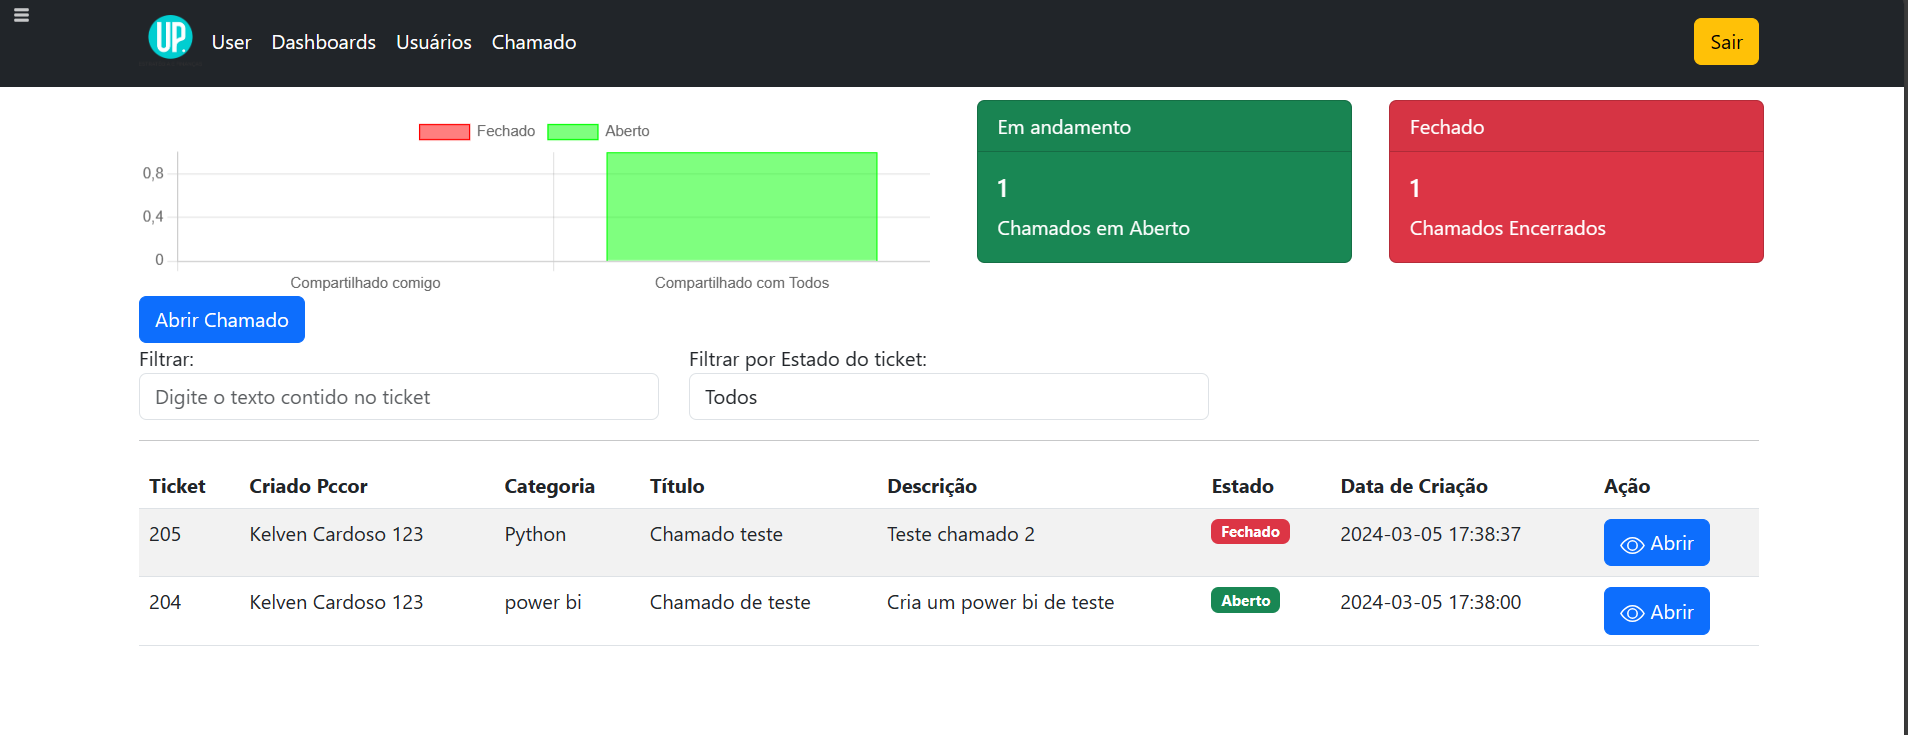 UP.
User Dashboards Usuários Chamado Sair
Fechado Aberto
0,8
0,4
0
Compartilhado comigo Compartilhado com Todos
Em andamento
1
Chamados em Aberto
Fechado
1
Chamados Encerrados
Abrir Chamado
Filtrar: Filtrar por Estado do ticket:
Digite o texto contido no ticket Todos
Ticket Criado Pccor Categoria Título Descrição Estado Data de Criação Ação
205 Kelven Cardoso 123 Python Chamado teste Teste chamado 2 Fechado 2024-03-05 17:38:37 Abrir
204 Kelven Cardoso 123 power bi Chamado de teste Cria um power bi de teste Aberto 2024-03-05 17:38:00 Abrir